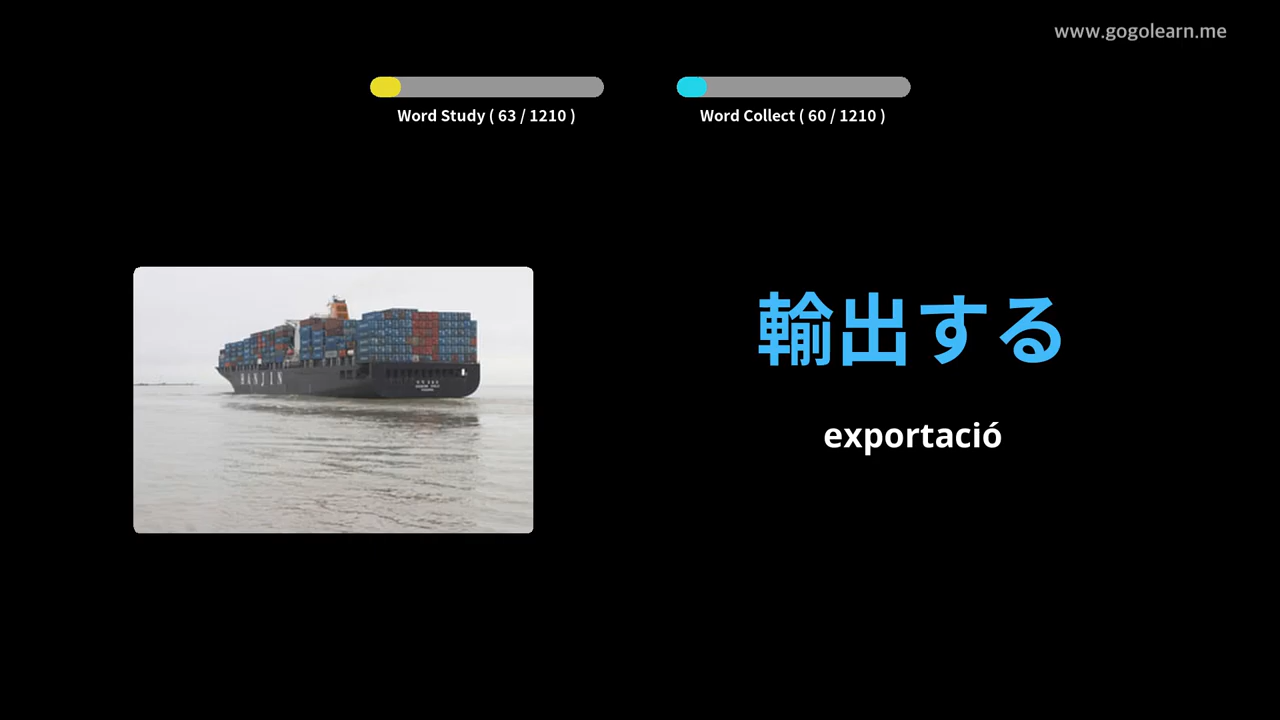 www.gogolearn.me
Word Study ( 63 / 1210 )
Word Collect ( 60 / 1210 )
HANJIN
輸出する
exportació